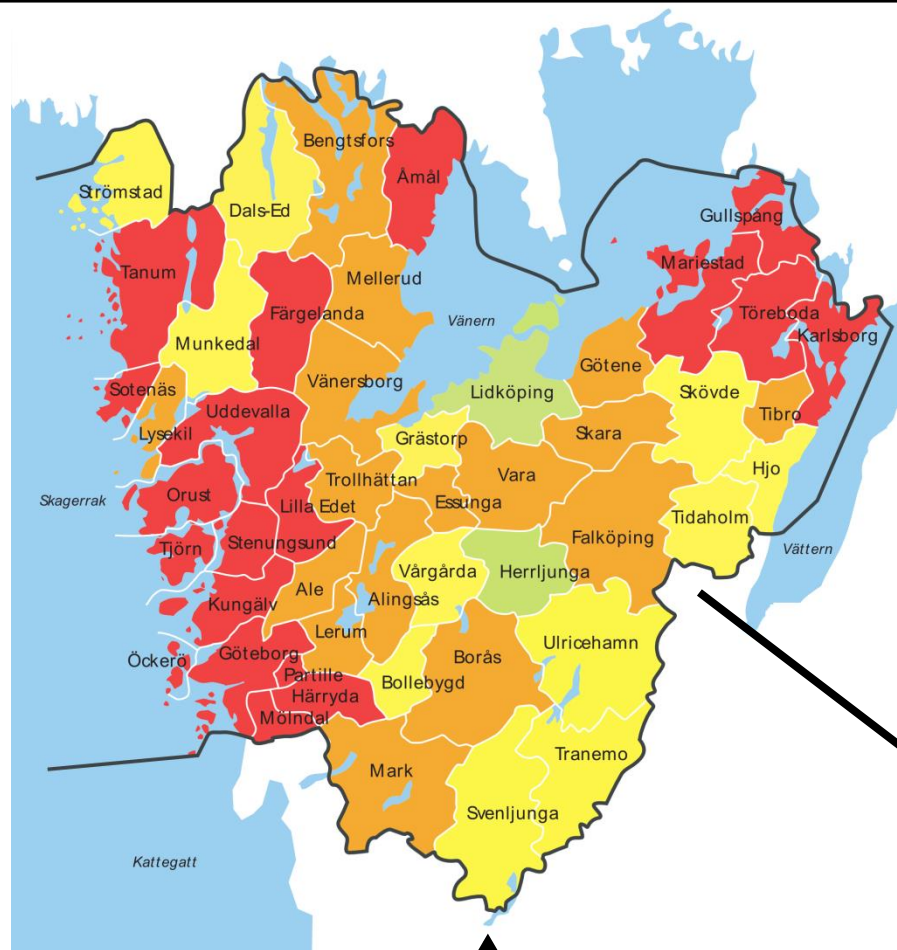 Bengtsfors
Åmål
Strömstad
Dals-Ed
Gullspång
Tanum
Mariestad
Mellerud
Färgelanda
Töreboda
Vänern
Karlsborg
Munkedal
Götene
Sotenäs
Vänersborg
Lidköping
Skövde
Uddevalla
Tibro
Lysekil
Grästorp
Skara
Hjo
Trollhättan
Vara
Orust
Skagerrak
Lilla Edet
Essunga
Tidaholm
Tjörn
Stenungsund
Falköping
Vättern
Vårgårda
Herrljunga
Ale
Alingsås
Kungälv
Lerum
Ulricehamn
Öckerö
Göteborg
Borås
Partille
Bollebygd
Härryda
Mölndal
Tranemo
Mark
Svenljunga
Kattegatt